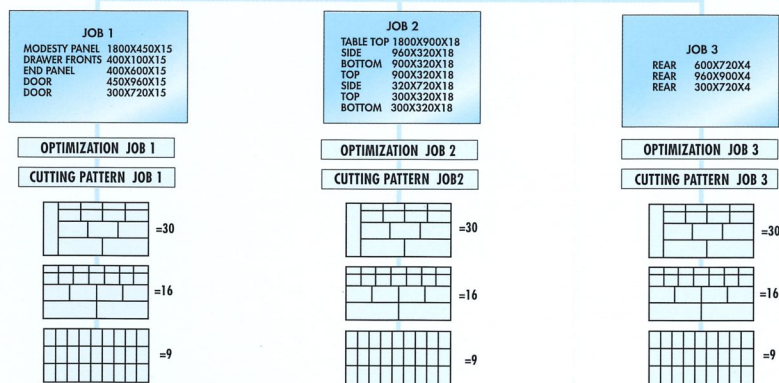 JOB 1
MODESTY PANEL 1800X450X15
DRAWER FRONTS 400X100X15
END PANEL 400X600X15
DOOR 450X960X15
DOOR 300X720X15
OPTIMIZATION JOB 1
CUTTING PATTERN JOB 1
=30
=16
=9
JOB 2
TABLE TOP 1800X900X18
SIDE 960X320X18
BOTTOM 900X320X18
TOP 900X320X18
SIDE 320X720X18
TOP 300X320X18
BOTTOM 300X320X18
OPTIMIZATION JOB 2
CUTTING PATTERN JOB2
=30
=16
=9
JOB 3
REAR 600X720X4
REAR 960X900X4
REAR 300X720X4
OPTIMIZATION JOB 3
CUTTING PATTERN JOB 3
=30
=16
=9